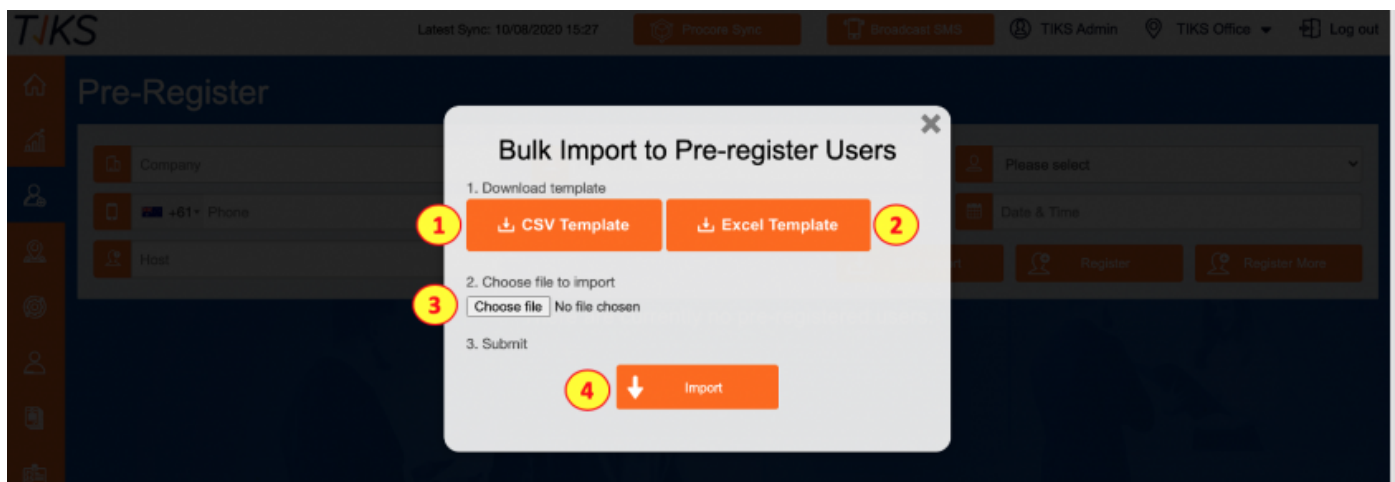 TIKS
Latest Sync: 10/08/2020 15:27
Procore Sync
Broadcast SMS
TIKS Admin
TIKS Office
Log out
Pre-Register
Company
Please select
+61 Phone
Date & Time
Host
Register
Register More
Bulk Import to Pre-register Users
1. Download template
1
CSV Template
Excel Template
2
2. Choose file to import
3
Choose file No file chosen
3. Submit
4
Import